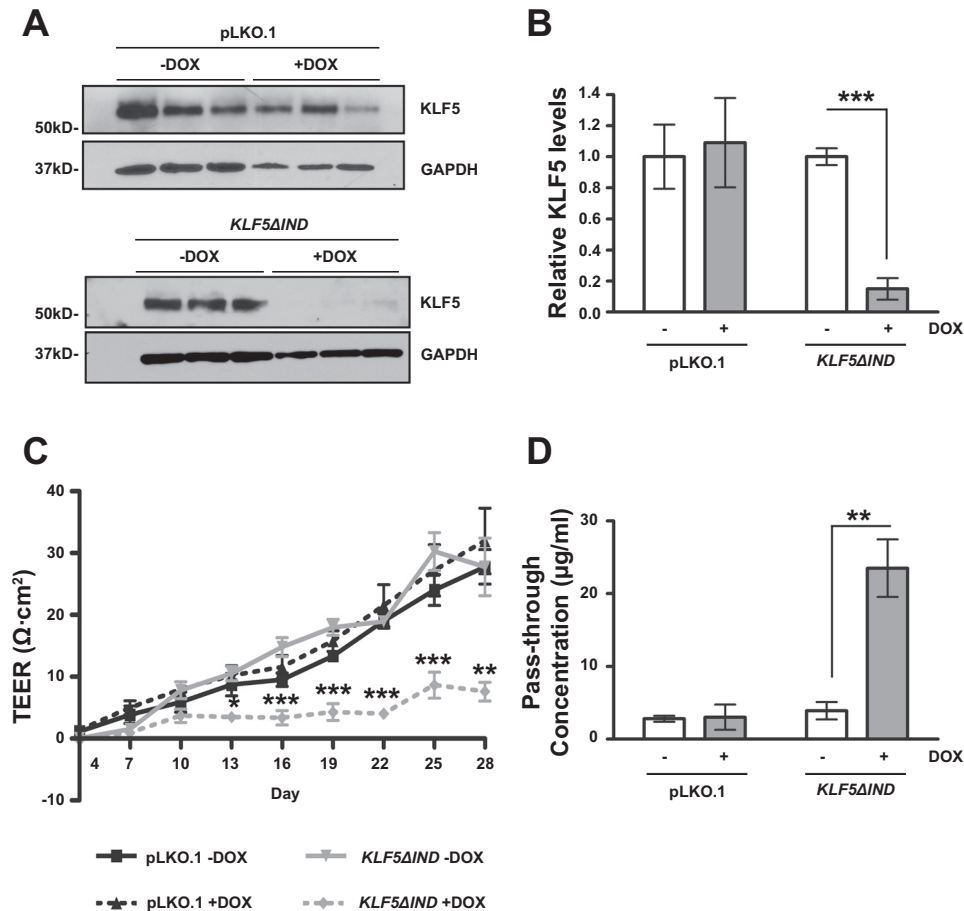 A
pLKO.1
-DOX +DOX
KLF5
50kD-
37kD-
GAPDH
KLF5ΔIND
-DOX +DOX
KLF5
50kD-
37kD-
GAPDH
B
Relative KLF5 levels
1.4
1.2
1.0
0.8
0.6
0.4
0.2
0.0
***
- + - + DOX
pLKO.1 KLF5ΔIND
C
TEER (Ω·cm²)
40
30
20
10
0
-10
* *** *** *** *** **
4 7 10 13 16 19 22 25 28
Day
pLKO.1 -DOX KLF5ΔIND -DOX
pLKO.1 +DOX KLF5ΔIND +DOX
D
Pass-through
Concentration (µg/ml)
30
20
10
0
**
- + - + DOX
pLKO.1 KLF5ΔIND